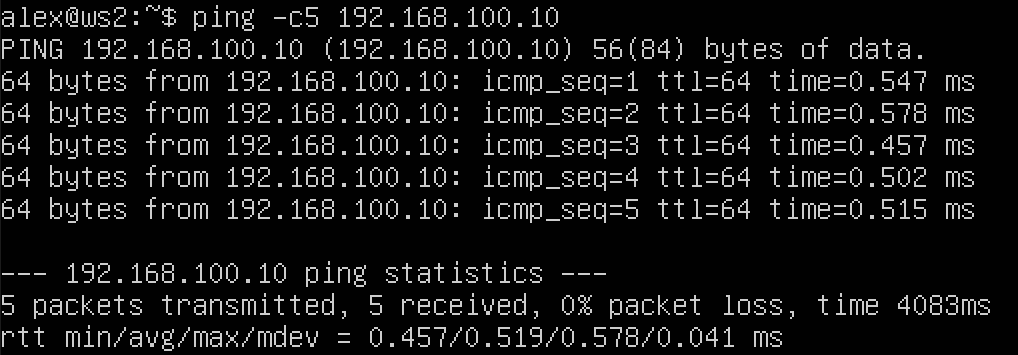 alex@ws2:~$ ping -c5 192.168.100.10
PING 192.168.100.10 (192.168.100.10) 56(84) bytes of data.
64 bytes from 192.168.100.10: icmp_seq=1 ttl=64 time=0.547 ms
64 bytes from 192.168.100.10: icmp_seq=2 ttl=64 time=0.578 ms
64 bytes from 192.168.100.10: icmp_seq=3 ttl=64 time=0.457 ms
64 bytes from 192.168.100.10: icmp_seq=4 ttl=64 time=0.502 ms
64 bytes from 192.168.100.10: icmp_seq=5 ttl=64 time=0.515 ms
--- 192.168.100.10 ping statistics ---
5 packets transmitted, 5 received, 0% packet loss, time 4083ms
rtt min/avg/max/mdev = 0.457/0.519/0.578/0.041 ms